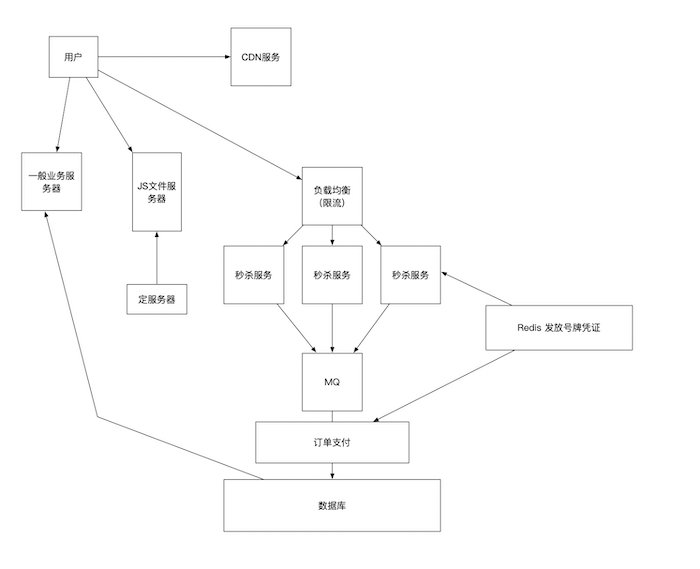 用户
CDN服务
一般业务服
务器
JS文件服
务器
负载均衡
（限流）
秒杀服务
秒杀服务
秒杀服务
定服务器
Redis 发放号牌凭证
MQ
订单支付
数据库